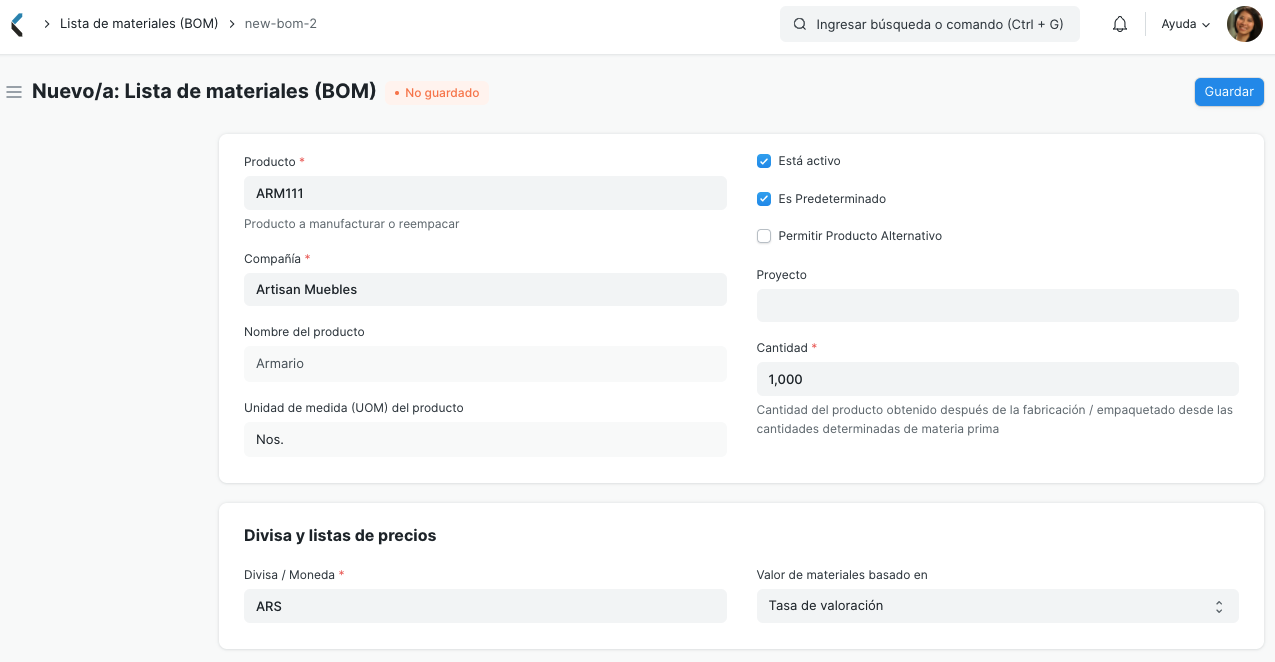 Lista de materiales (BOM)
new-bom-2
Ingresar búsqueda o comando (Ctrl + G)
Ayuda
Nuevo/a: Lista de materiales (BOM)
• No guardado
Guardar
Producto *
ARM111
Producto a manufacturar o reempacar
Compañía *
Artisan Muebles
Nombre del producto
Armario
Unidad de medida (UOM) del producto
Nos.
Está activo
Es Predeterminado
Permitir Producto Alternativo
Proyecto
Cantidad *
1,000
Cantidad del producto obtenido después de la fabricación / empaquetado desde las
cantidades determinadas de materia prima
Divisa y listas de precios
Divisa / Moneda *
ARS
Valor de materiales basado en
Tasa de valoración